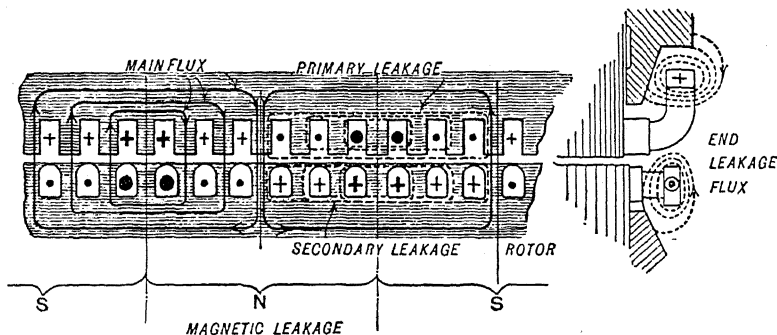 MAIN FLUX
PRIMARY LEAKAGE
END
LEAKAGE
FLUX
SECONDARY LEAKAGE
ROTOR
S
N
S
MAGNETIC LEAKAGE